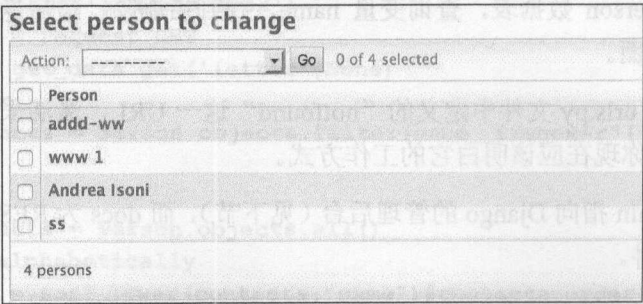 Select person to change
Action: ---------- Go 0 of 4 selected
Person
addd-ww
www 1
Andrea Isoni
ss
4 persons